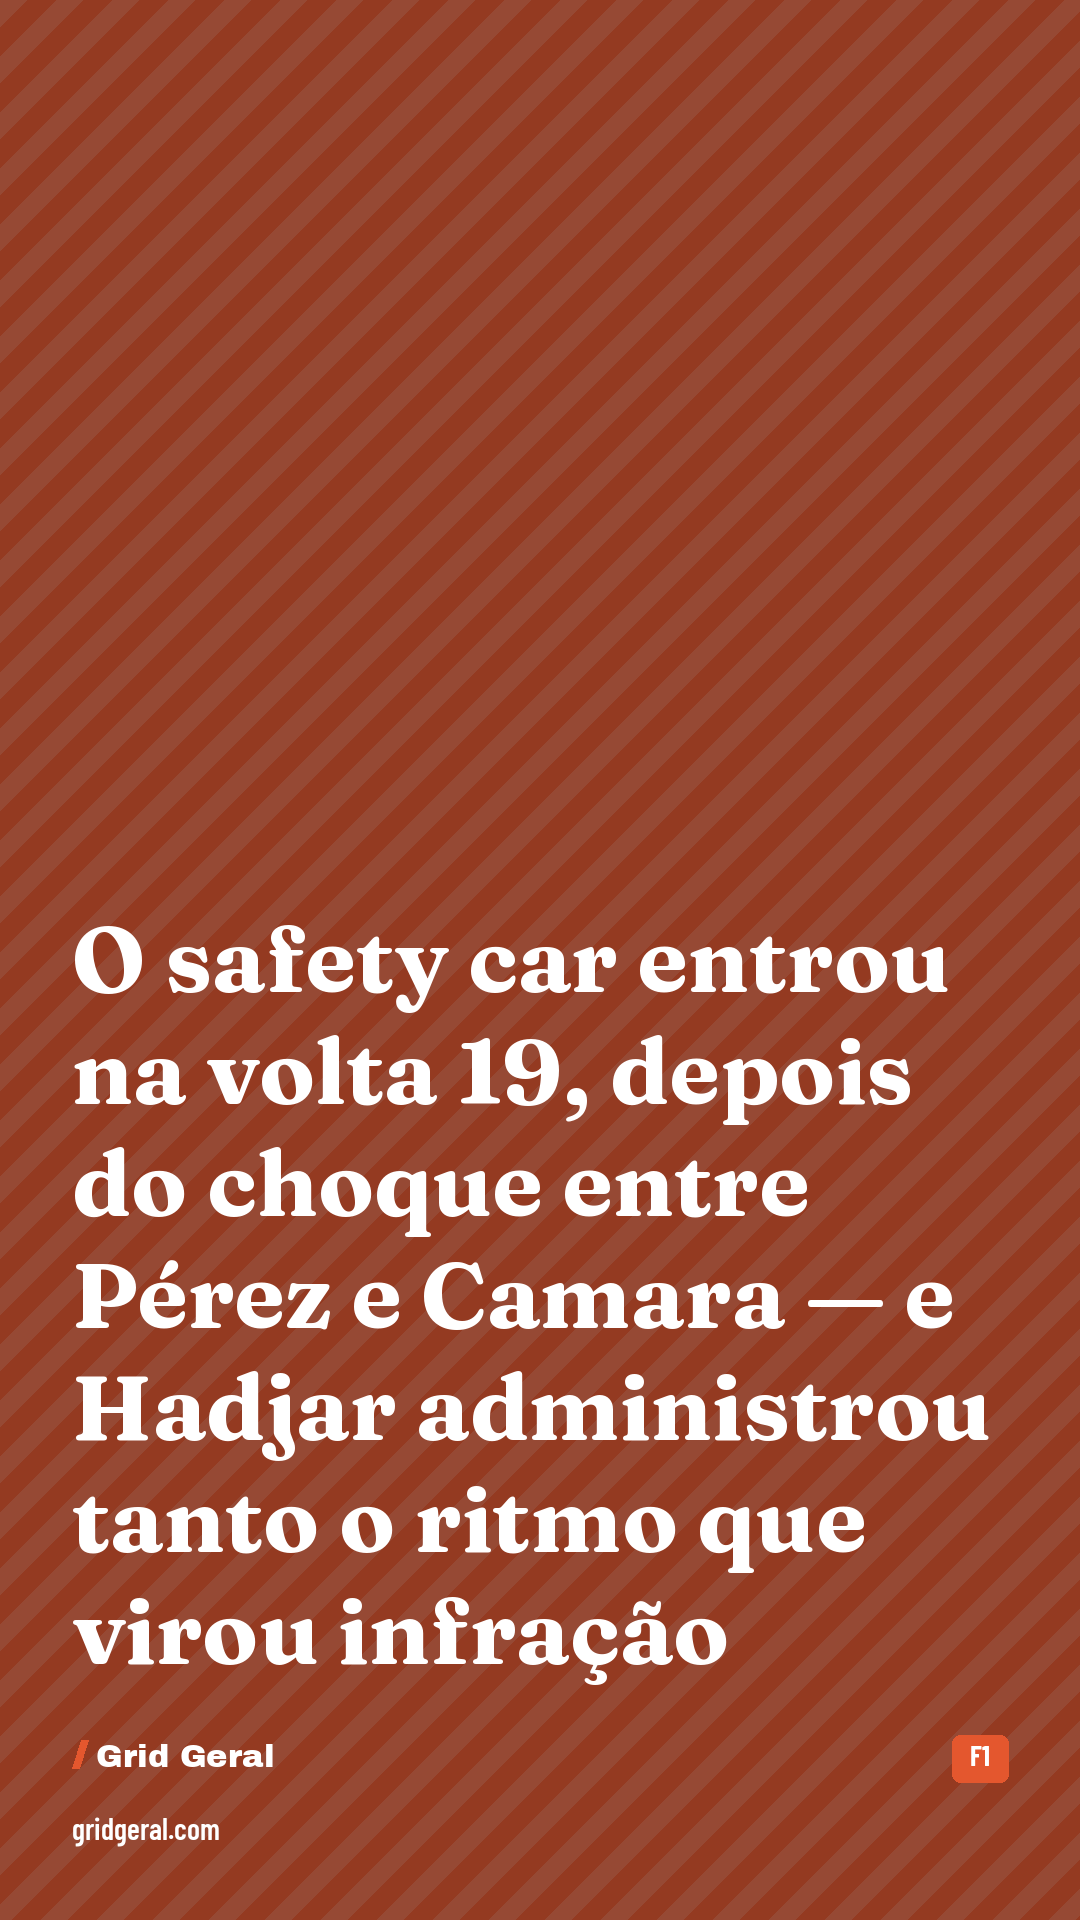 O safety car entrou
na volta 19, depois
do choque entre
Pérez e Camara — e
Hadjar administrou
tanto o ritmo que
virou infração
/ Grid Geral
F1
gridgeral.com